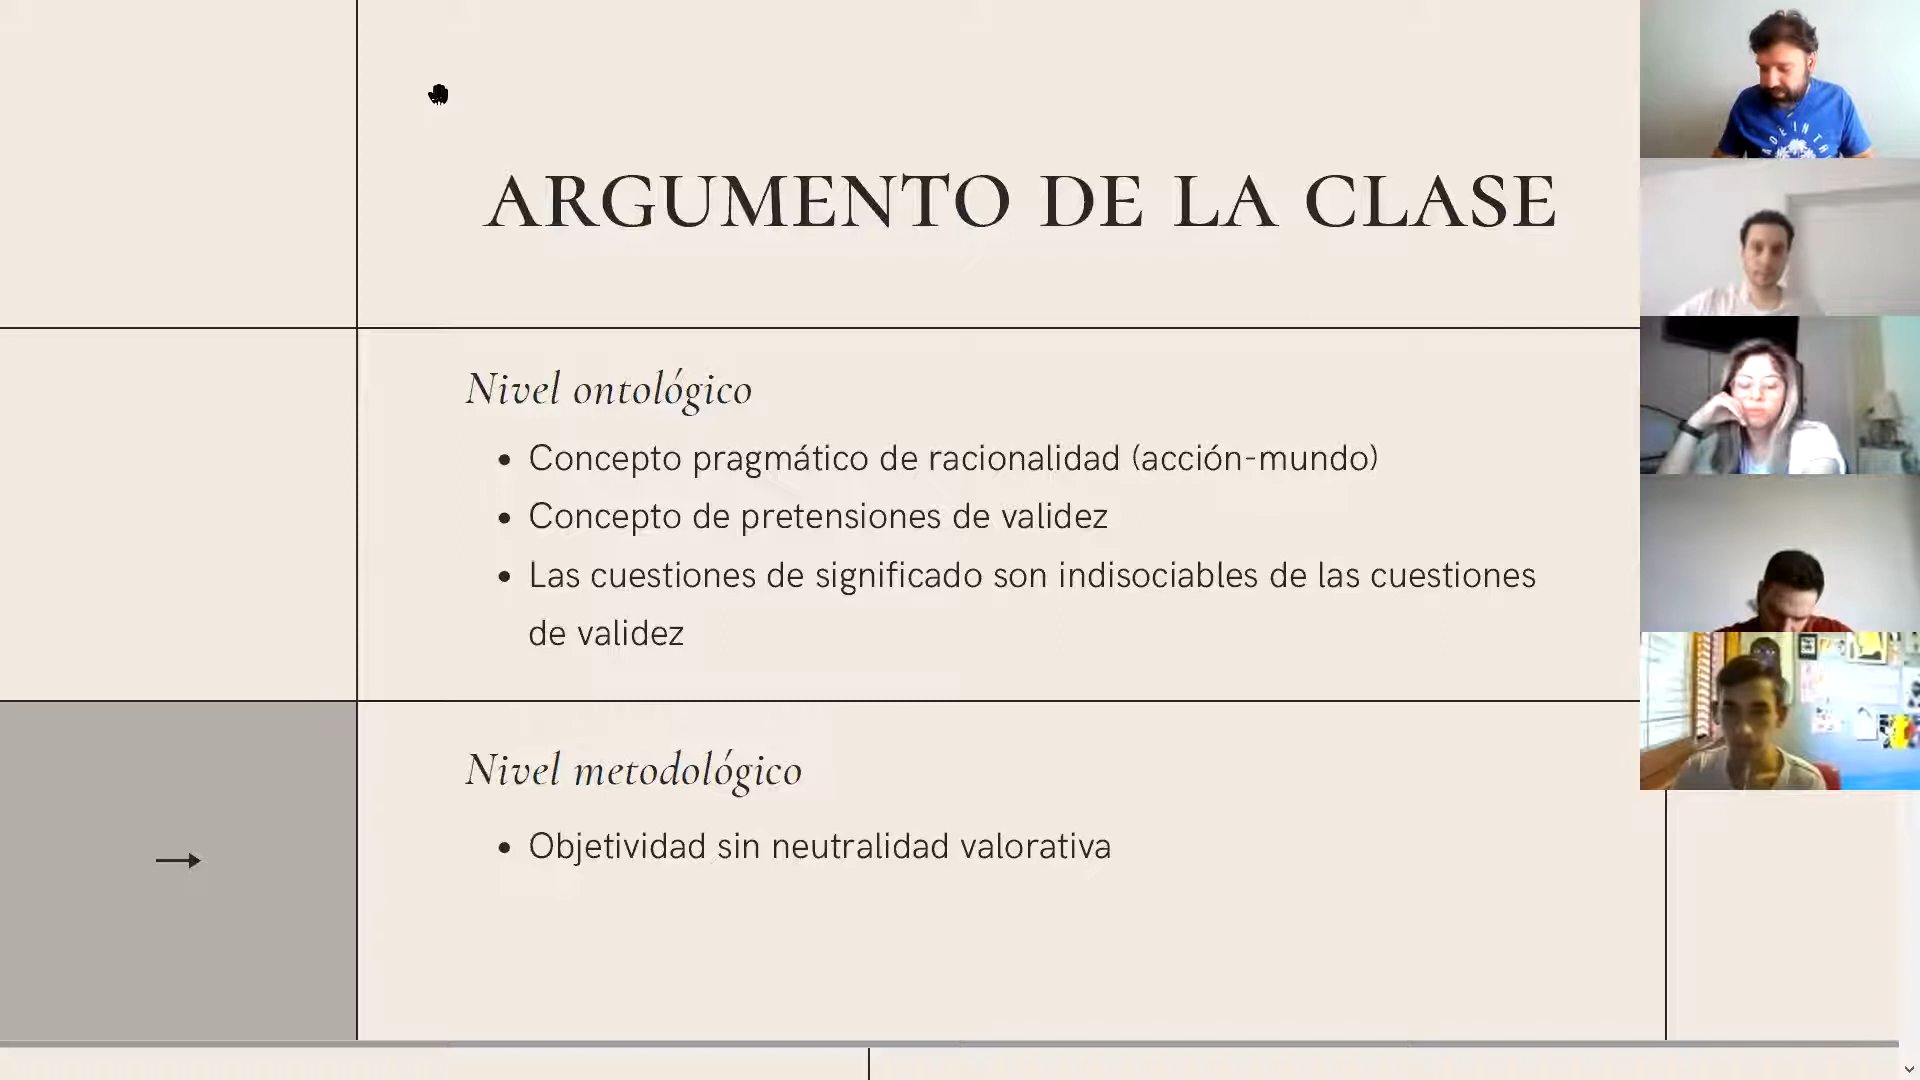 ARGUMENTO DE LA CLASE
Nivel ontológico
• Concepto pragmático de racionalidad (acción-mundo)
• Concepto de pretensiones de validez
• Las cuestiones de significado son indisociables de las cuestiones
de validez
Nivel metodológico
• Objetividad sin neutralidad valorativa